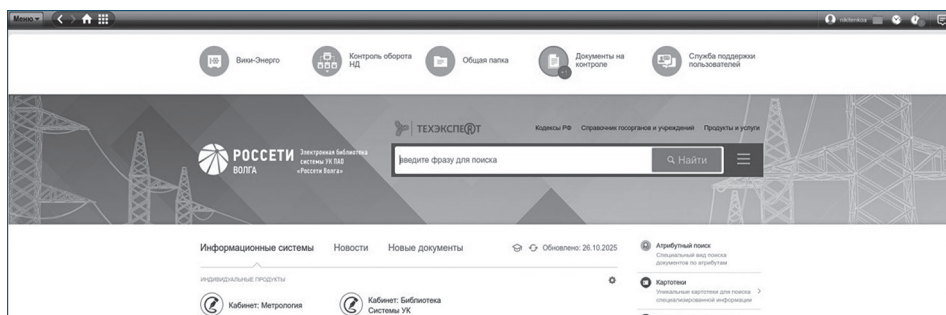 Меню
nikitenkoa
Вики-Энерго
Контроль оборота
НД
Общая папка
Документы на
контроле
Служба поддержки
пользователей
ТЕХЭКСПЕRТ
Кодексы РФ Справочник госорганов и учреждений Продукты и услуги
РОССЕТИ
ВОЛГА
Электронная библиотека
системы УК ПАО
«Россети Волга»
введите фразу для поиска
Найти
Информационные системы Новости Новые документы Обновлено: 26.10.2025
ИНДИВИДУАЛЬНЫЕ ПРОДУКТЫ
Кабинет: Метрология
Кабинет: Библиотека
Системы УК
Атрибутный поиск
Специальный вид поиска
документов по атрибутам
Картотеки
Уникальные картотеки для поиска
специализированной информации